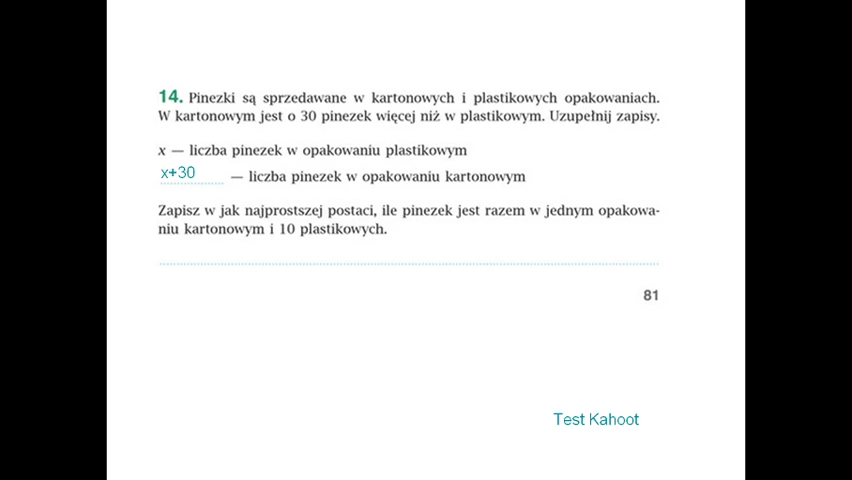 14. Pinezki są sprzedawane w kartonowych i plastikowych opakowaniach.
W kartonowym jest o 30 pinezek więcej niż w plastikowym. Uzupełnij zapisy.
x — liczba pinezek w opakowaniu plastikowym
x+30 — liczba pinezek w opakowaniu kartonowym
Zapisz w jak najprostszej postaci, ile pinezek jest razem w jednym opakowa-
niu kartonowym i 10 plastikowych.
81
Test Kahoot